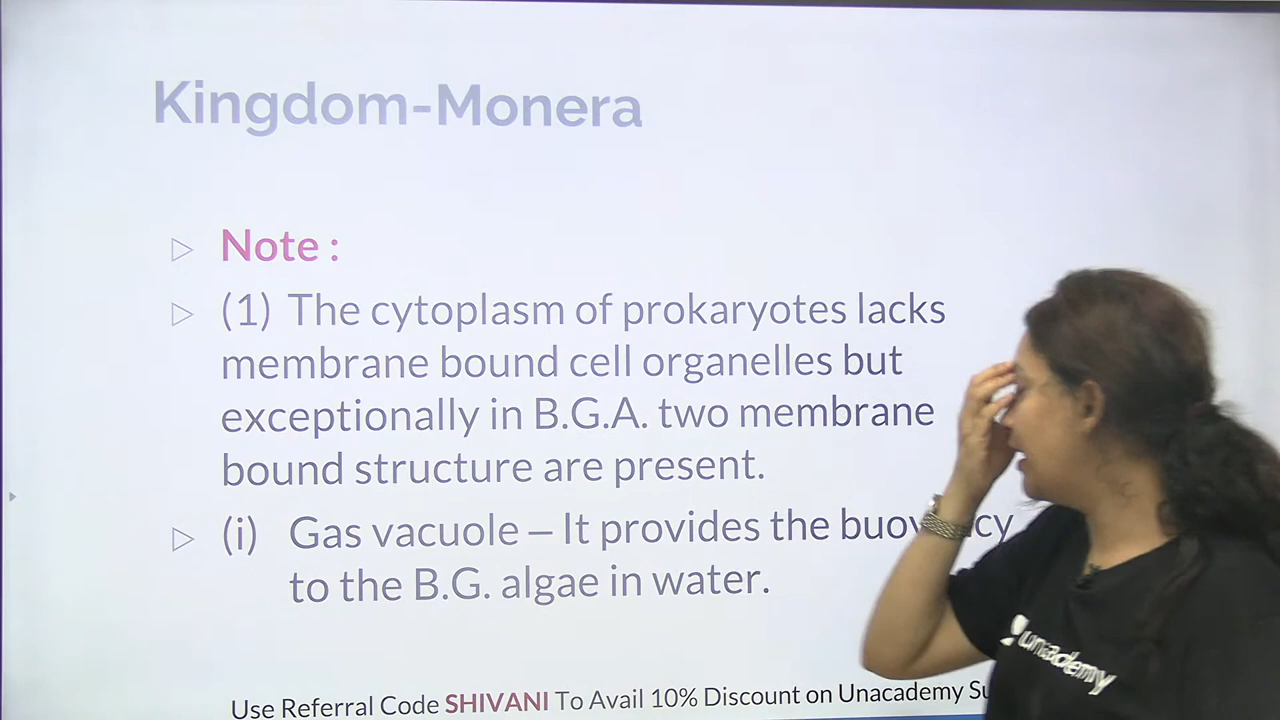 Kingdom-Monera
Note :
(1) The cytoplasm of prokaryotes lacks
membrane bound cell organelles but
exceptionally in B.G.A. two membrane
bound structure are present.
(i) Gas vacuole – It provides the
to the B.G. algae in water.
unacademy
Use Referral Code SHIVANI To Avail 10% Discount on Unacademy